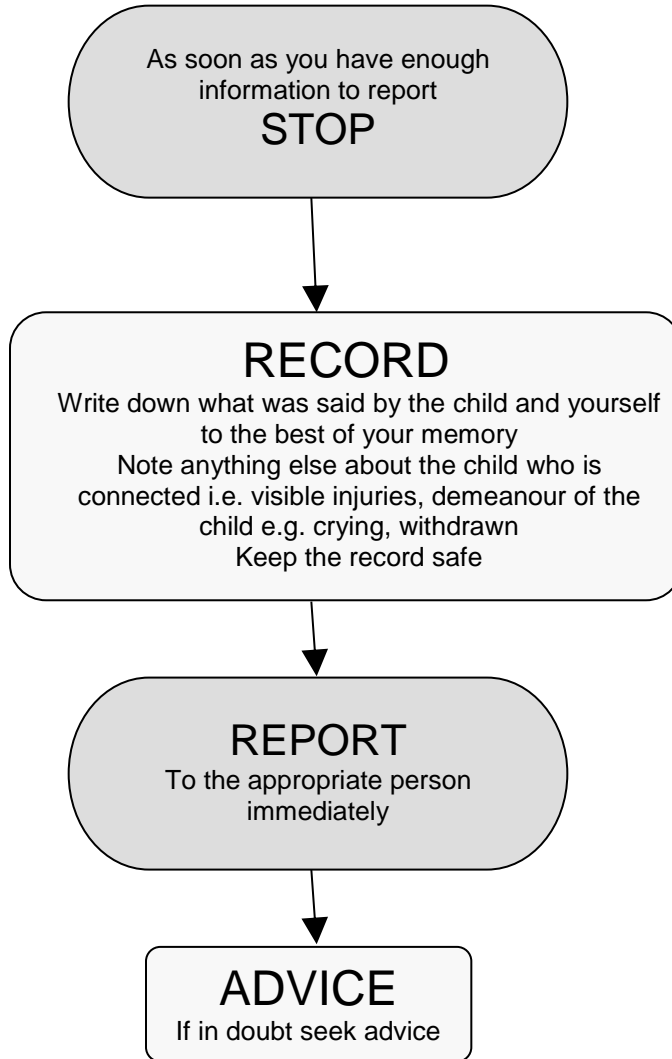 As soon as you have enough
information to report
STOP
RECORD
Write down what was said by the child and yourself
to the best of your memory
Note anything else about the child who is
connected i.e. visible injuries, demeanour of the
child e.g. crying, withdrawn
Keep the record safe
REPORT
To the appropriate person
immediately
ADVICE
If in doubt seek advice